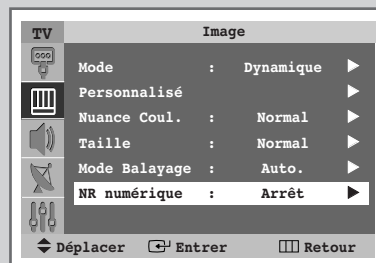 TV Image
Mode : Dynamique
Personnalisé
Nuance Coul. : Normal
Taille : Normal
Mode Balayage : Auto.
NR numérique : Arrêt
Déplacer Entrer Retour